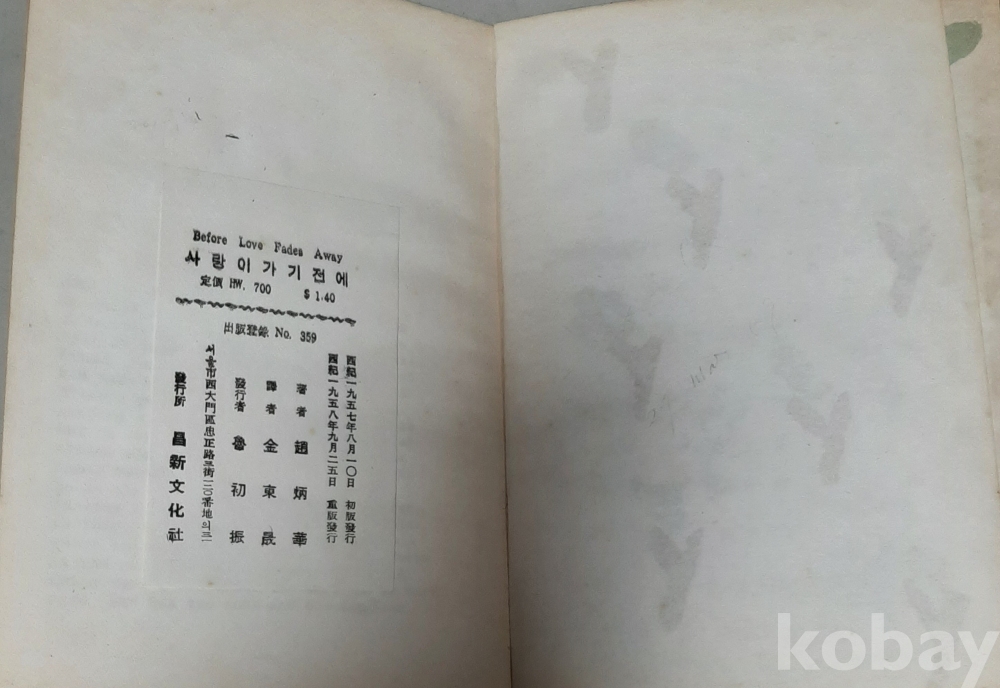 Before Love Fades Away
사랑이가기전에
定價 HW. 700 $ 1.40
出版登錄 No. 359
西紀一九五七年八月一〇日 初版發行
西紀一九五八年九月二五日 重版發行
著者 趙炳華
譯者 金東晟
發行者 魯初振
서울市西大門區忠正路三街一二〇番地의三
發行所 昌新文化社
kobay